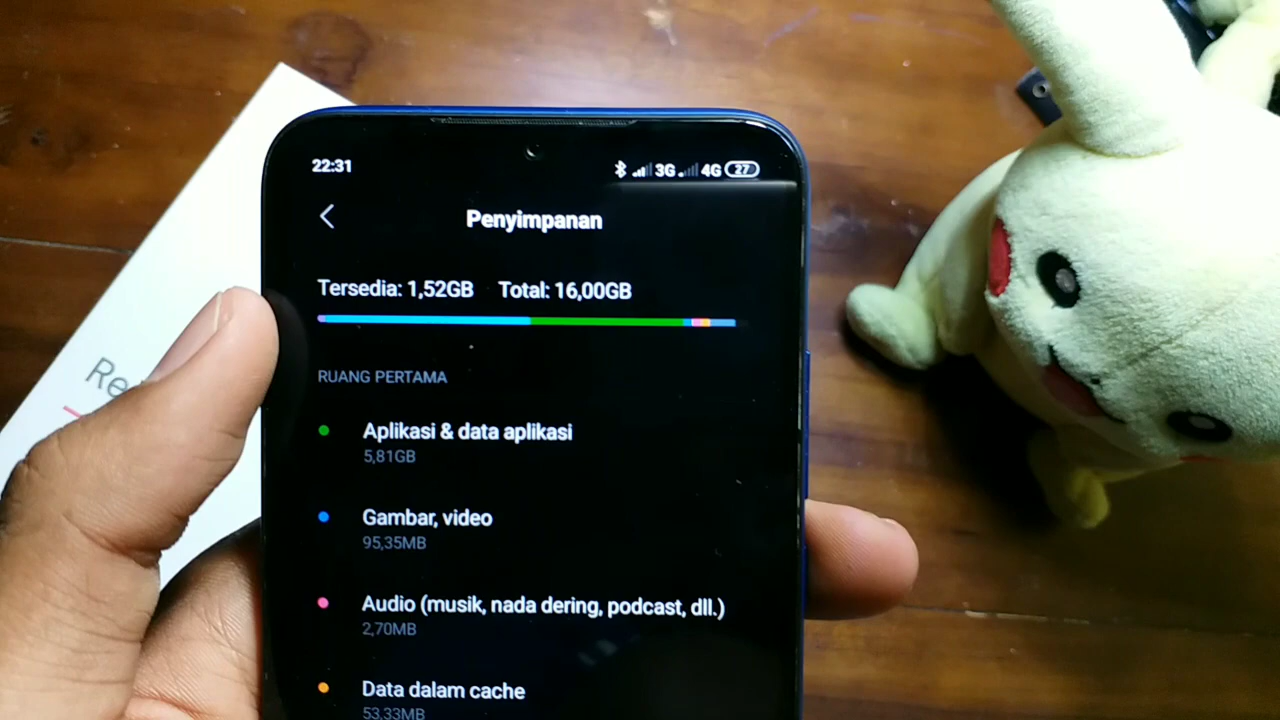 22:31
3G 4G 27
Penyimpanan
Tersedia: 1,52GB Total: 16,00GB
RUANG PERTAMA
Aplikasi & data aplikasi
5,81GB
Gambar, video
95,35MB
Audio (musik, nada dering, podcast, dll.)
2,70MB
Data dalam cache
53,33MB